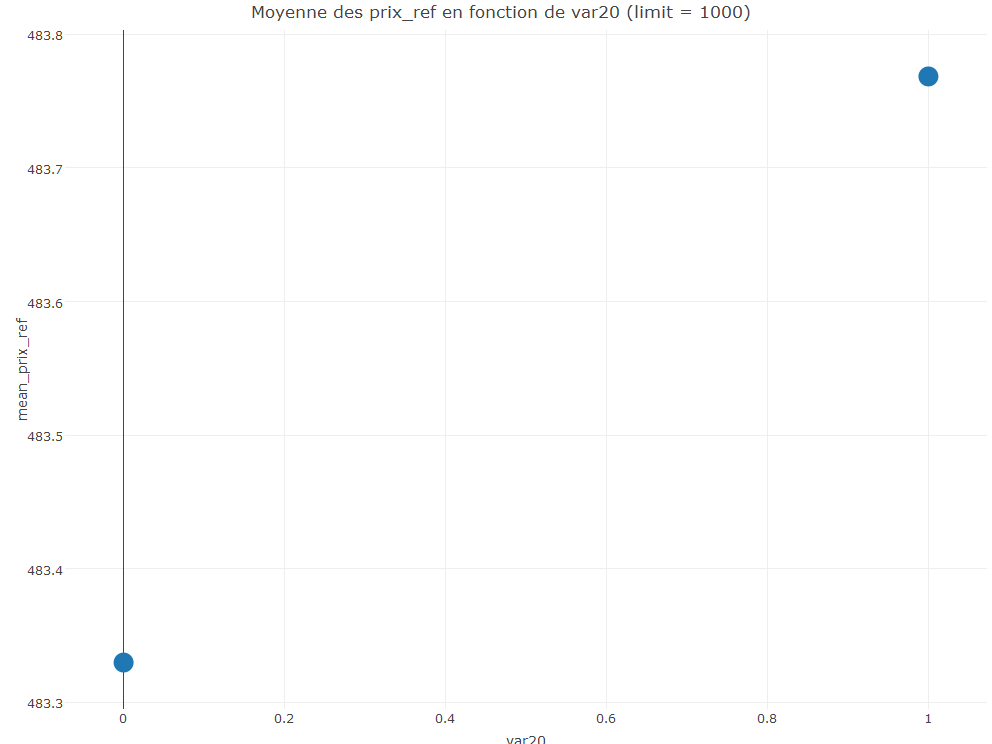 Moyenne des prix_ref en fonction de var20 (limit = 1000)
483.8
483.7
483.6
483.5
483.4
483.3
mean_prix_ref
0 0.2 0.4 0.6 0.8 1
var20